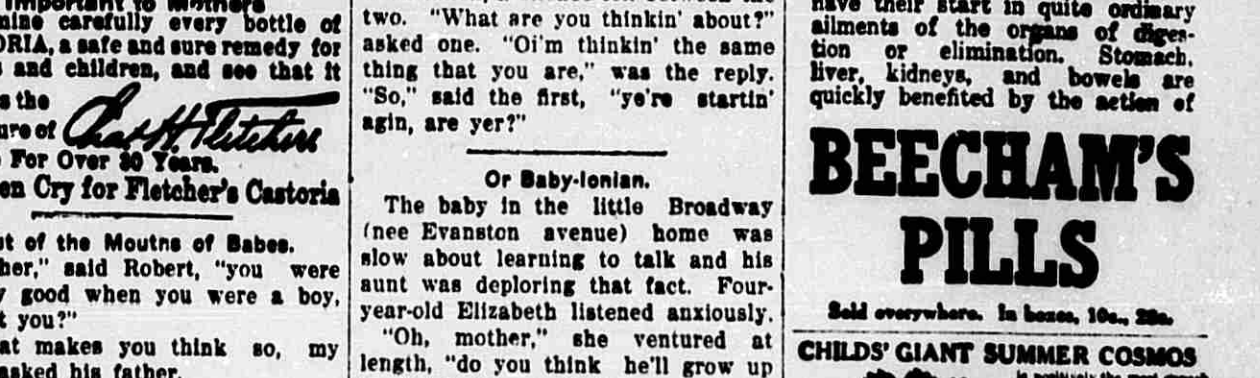 Important to Mothers
mine carefully every bottle of
ORIA, a safe and sure remedy for
s and children, and see that it
s the
ure of Chas H Fletcher
For Over 30 Years.
en Cry for Fletcher's Castoria
t of the Moutns of Babes.
her," said Robert, "you were
y good when you were a boy,
t you?"
at makes you think so, my
asked his father.
two. "What are you thinkin' about?"
asked one. "Oi'm thinkin' the same
thing that you are," was the reply.
"So," said the first, "ye're startin'
agin, are yer?"
Or Baby-lonian.
The baby in the little Broadway
(nee Evanston avenue) home was
slow about learning to talk and his
aunt was deploring that fact. Four-
year-old Elizabeth listened anxiously.
"Oh, mother," she ventured at
length, "do you think he'll grow up
have their start in quite ordinary
ailments of the organs of diges-
tion or elimination. Stomach,
liver, kidneys, and bowels are
quickly benefited by the action of
BEECHAM'S
PILLS
Sold everywhere. In boxes, 10c., 25c.
CHILDS' GIANT SUMMER COSMOS